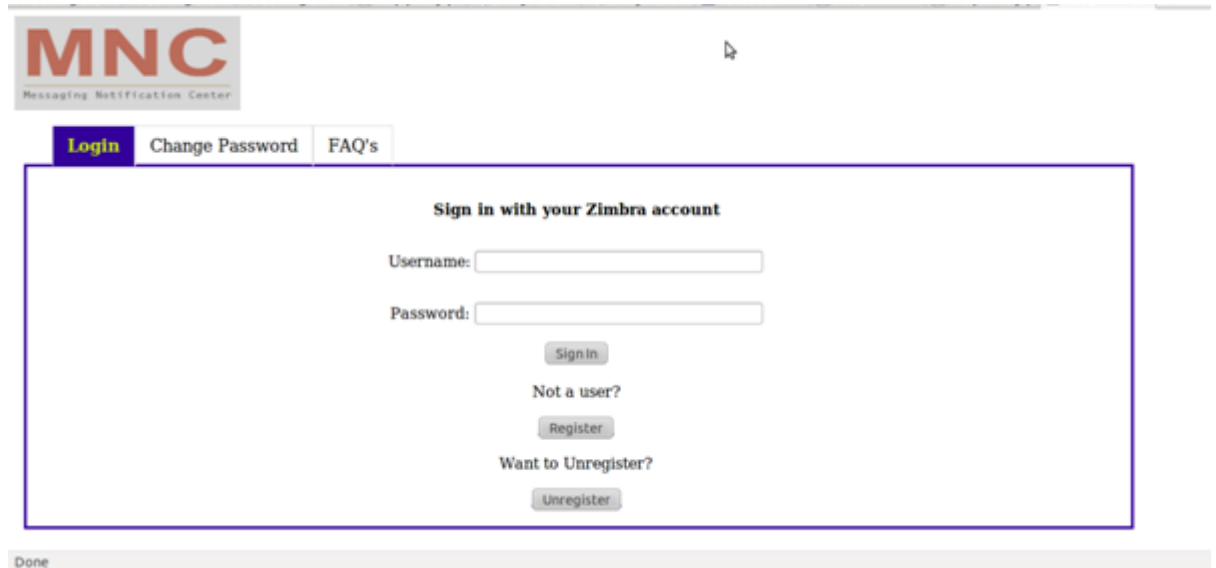 MNC
Messaging Notification Center
Login Change Password FAQ's
Sign in with your Zimbra account
Username:
Password:
Sign In
Not a user?
Register
Want to Unregister?
Unregister
Done